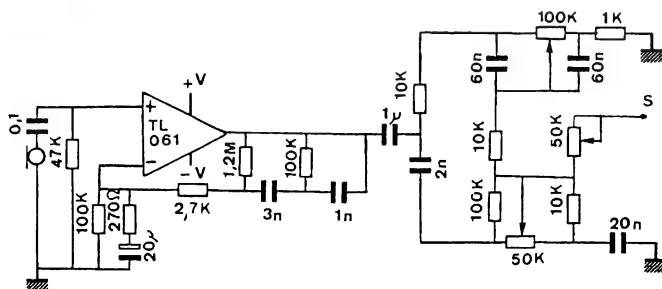 0,1
47K
100K
270Ω
20μ
+
TL
061
−
+V
−V
2,7K
1,2M
3n
100K
1n
1μ
10K
2n
60n
100K
1K
60n
10K
100K
50K
10K
50K
20n
S